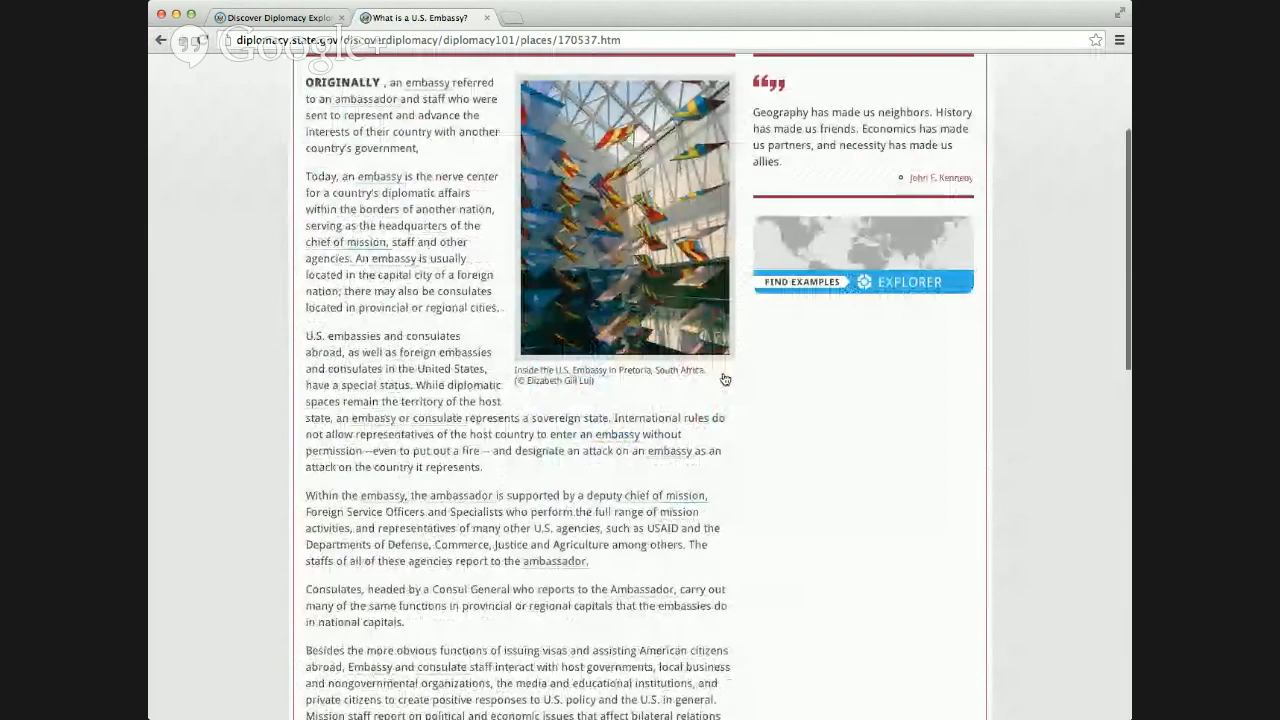 Discover Diplomacy Explo
What is a U.S. Embassy?
diplomacy.state.gov/discoverdiplomacy/diplomacy101/places/170537.htm
Google+
ORIGINALLY , an embassy referred
to an ambassador and staff who were
sent to represent and advance the
interests of their country with another
country's government.
Today, an embassy is the nerve center
for a country's diplomatic affairs
within the borders of another nation,
serving as the headquarters of the
chief of mission, staff and other
agencies. An embassy is usually
located in the capital city of a foreign
nation; there may also be consulates
located in provincial or regional cities.
U.S. embassies and consulates
abroad, as well as foreign embassies
and consulates in the United States,
have a special status. While diplomatic
spaces remain the territory of the host
state, an embassy or consulate represents a sovereign state. International rules do
not allow representatives of the host country to enter an embassy without
permission --even to put out a fire -- and designate an attack on an embassy as an
attack on the country it represents.
Within the embassy, the ambassador is supported by a deputy chief of mission,
Foreign Service Officers and Specialists who perform the full range of mission
activities, and representatives of many other U.S. agencies, such as USAID and the
Departments of Defense, Commerce, Justice and Agriculture among others. The
staffs of all of these agencies report to the ambassador.
Consulates, headed by a Consul General who reports to the Ambassador, carry out
many of the same functions in provincial or regional capitals that the embassies do
in national capitals.
Besides the more obvious functions of issuing visas and assisting American citizens
abroad, Embassy and consulate staff interact with host governments, local business
and nongovernmental organizations, the media and educational institutions, and
private citizens to create positive responses to U.S. policy and the U.S. in general.
Mission staff report on political and economic issues that affect bilateral relations
Inside the U.S. Embassy in Pretoria, South Africa.
(© Elizabeth Gill Lui)
Geography has made us neighbors. History
has made us friends. Economics has made
us partners, and necessity has made us
allies.
John F. Kennedy
FIND EXAMPLES EXPLORER